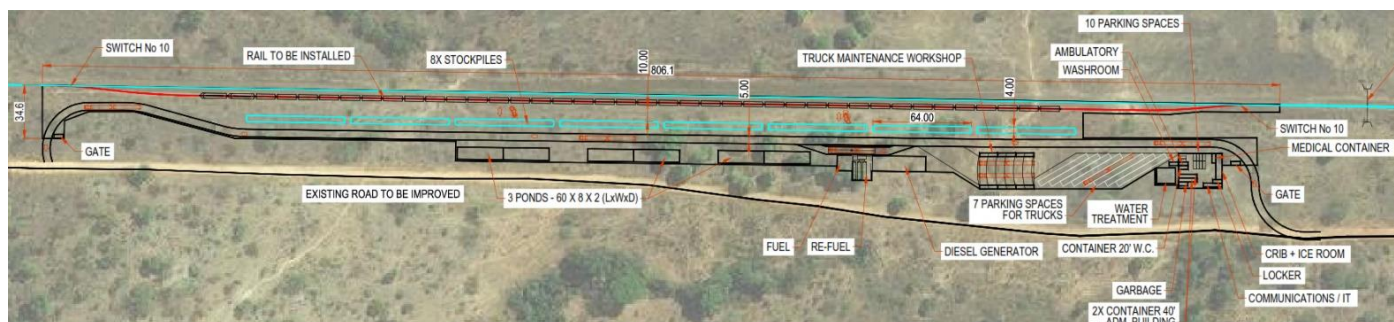 10 PARKING SPACES
SWITCH No 10
RAIL TO BE INSTALLED
8X STOCKPILES
TRUCK MAINTENANCE WORKSHOP
AMBULATORY
WASHROOM
10.00
806.1
5.00
4.00
34.6
64.00
SWITCH No 10
GATE
MEDICAL CONTAINER
EXISTING ROAD TO BE IMPROVED
3 PONDS - 60 X 8 X 2 (LxWxD)
7 PARKING SPACES
FOR TRUCKS
WATER
TREATMENT
GATE
FUEL
RE-FUEL
DIESEL GENERATOR
CONTAINER 20' W.C.
CRIB + ICE ROOM
LOCKER
GARBAGE
COMMUNICATIONS / IT
2X CONTAINER 40'
ADM. BUILDING